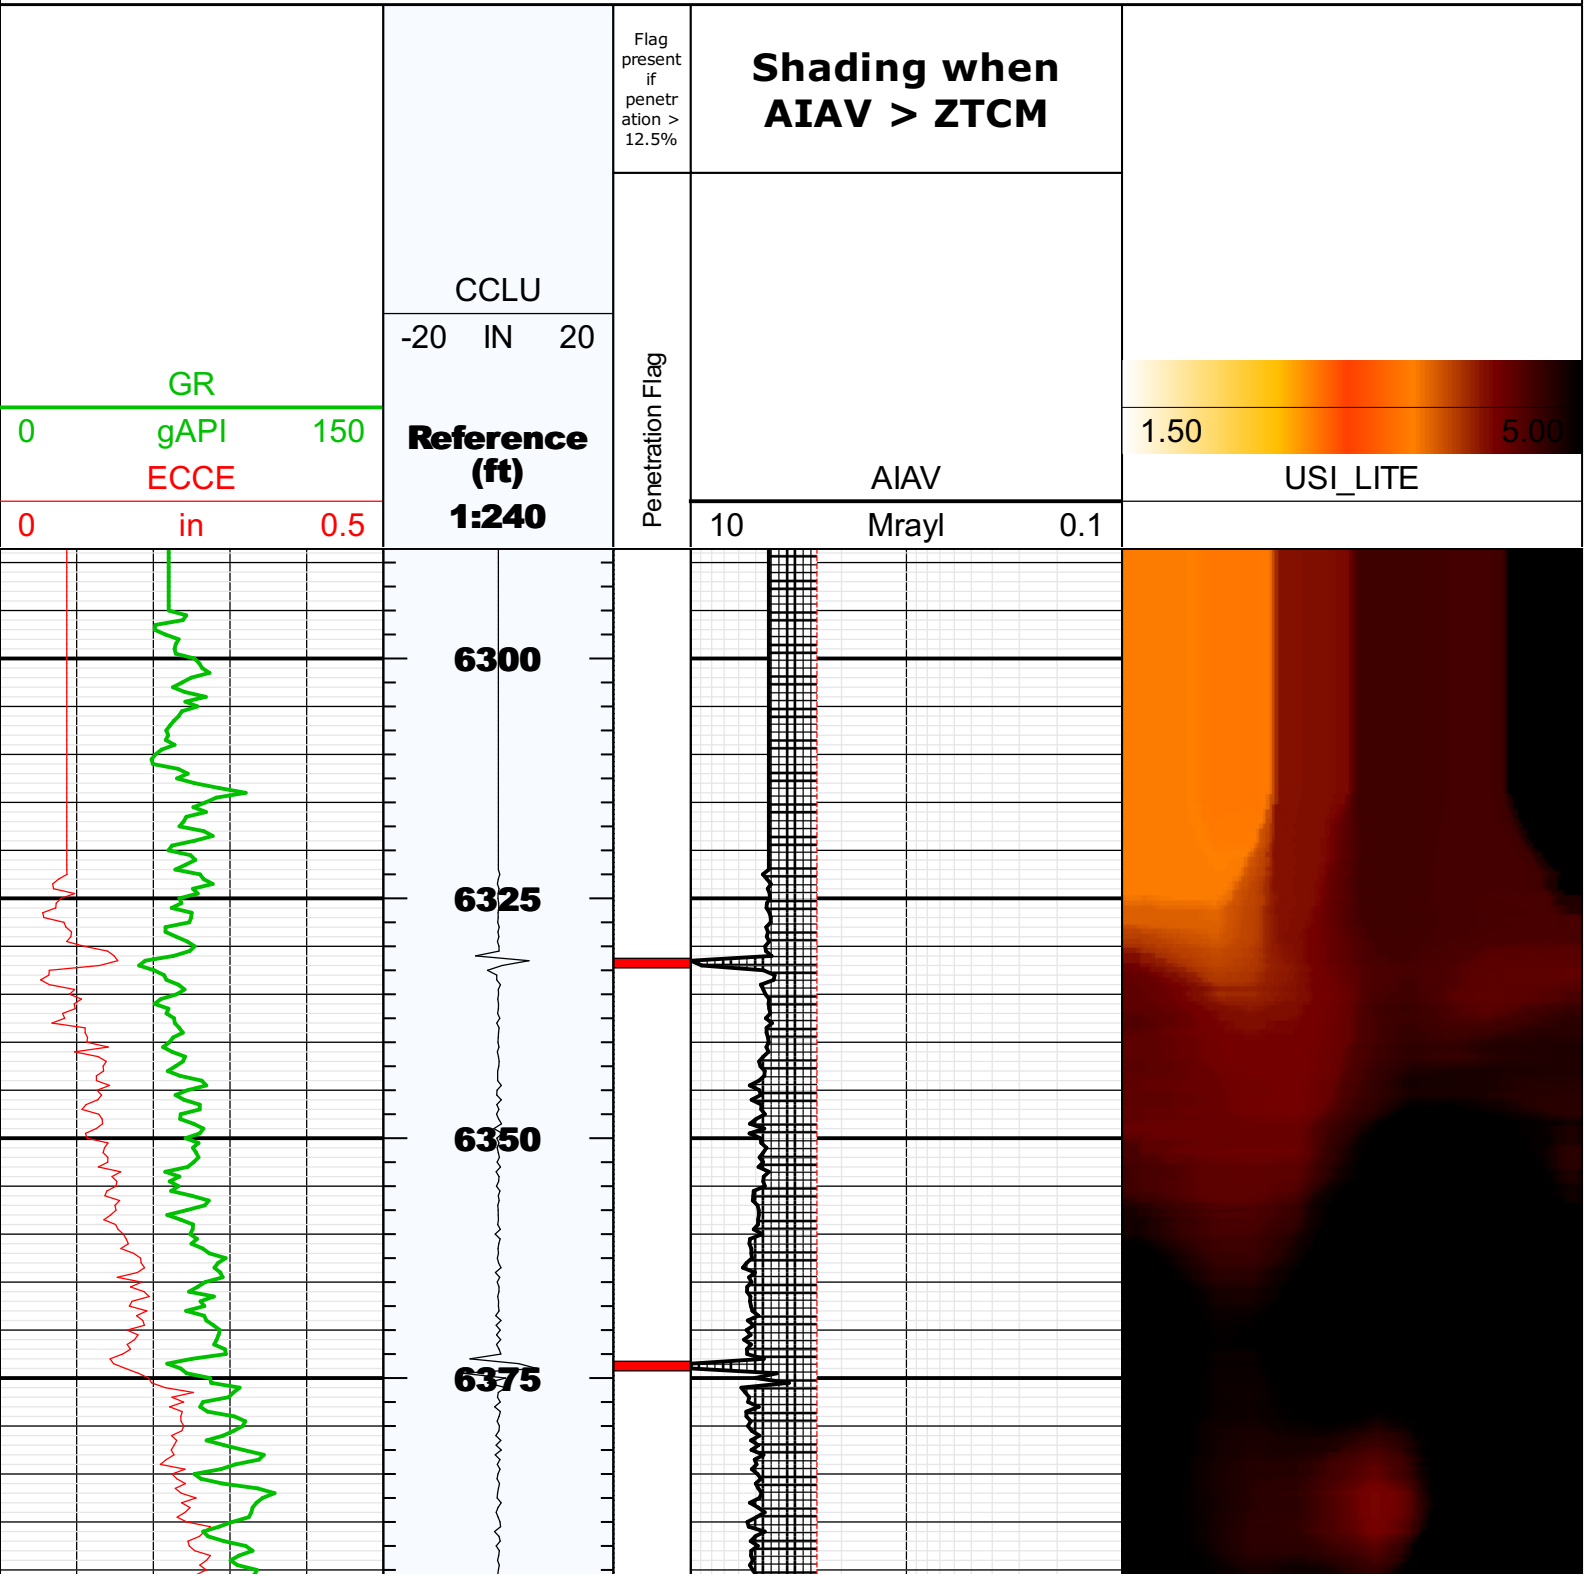 Flag
present
if
penetr
ation >
12.5%
Shading when
AIAV > ZTCM
CCLU
-20 IN 20
GR
0 gAPI 150
ECCE
0 in 0.5
Reference
(ft)
1:240
Penetration Flag
AIAV
10 Mrayl 0.1
1.50 5.00
USI_LITE
6300
6325
6350
6375